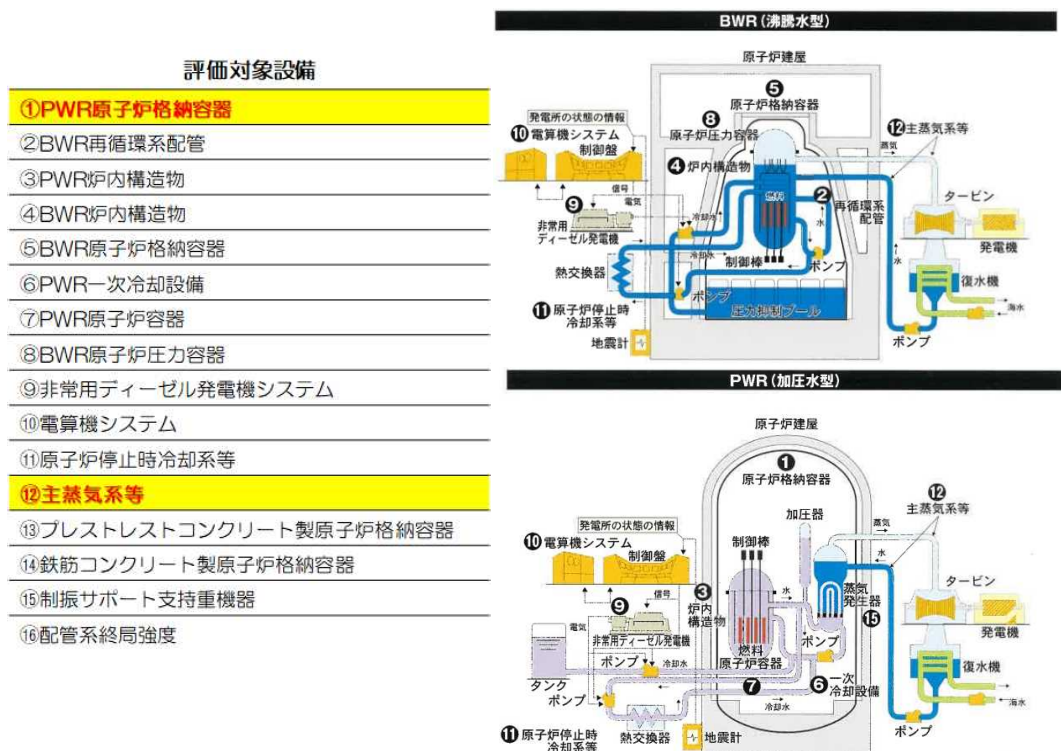 評価対象設備
①PWR原子炉格納容器
②BWR再循環系配管
③PWR炉内構造物
④BWR炉内構造物
⑤BWR原子炉格納容器
⑥PWR一次冷却設備
⑦PWR原子炉容器
⑧BWR原子炉圧力容器
⑨非常用ディーゼル発電機システム
⑩電算機システム
⑪原子炉停止時冷却系等
⑫主蒸気系等
⑬プレストレストコンクリート製原子炉格納容器
⑭鉄筋コンクリート製原子炉格納容器
⑮制振サポート支持重機器
⑯配管系終局強度
BWR(沸騰水型)
原子炉建屋
❺
原子炉格納容器
発電所の状態の情報
❽
原子炉圧力容器
⓬主蒸気系等
❿電算機システム
制御盤
蒸気
❹炉内構造物
タービン
信号
燃料
❷
❾
電気
冷却水
水
再循環系
配管
非常用
ディーゼル発電機
発電機
冷却水
水
制御棒
ポンプ
熱交換器
復水機
ポンプ
⓫原子炉停止時
冷却系等
圧力抑制プール
海水
地震計
ポンプ
PWR(加圧水型)
原子炉建屋
❶
原子炉格納容器
⓬
主蒸気系等
発電所の状態の情報
加圧器
蒸気
❿電算機システム
制御盤
制御棒
水
❸
炉内
構造物
水
蒸気
発生器
タービン
信号
❾
⓯
電気
非常用ディーゼル発電機
発電機
ポンプ
燃料
原子炉容器
ポンプ
冷却水
復水機
タンク
ポンプ
❼
❻
一次
冷却設備
冷却水
海水
⓫原子炉停止時
冷却系等
熱交換器
地震計
ポンプ